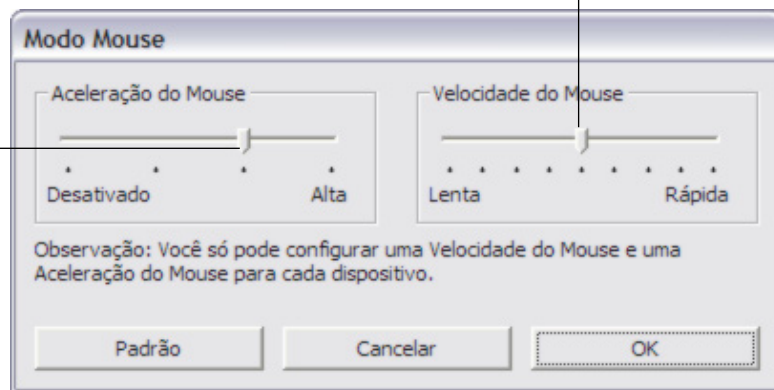 Modo Mouse
Aceleração do Mouse
Velocidade do Mouse
Desativado
Alta
Lenta
Rápida
Observação: Você só pode configurar uma Velocidade do Mouse e uma
Aceleração do Mouse para cada dispositivo.
Padrão
Cancelar
OK